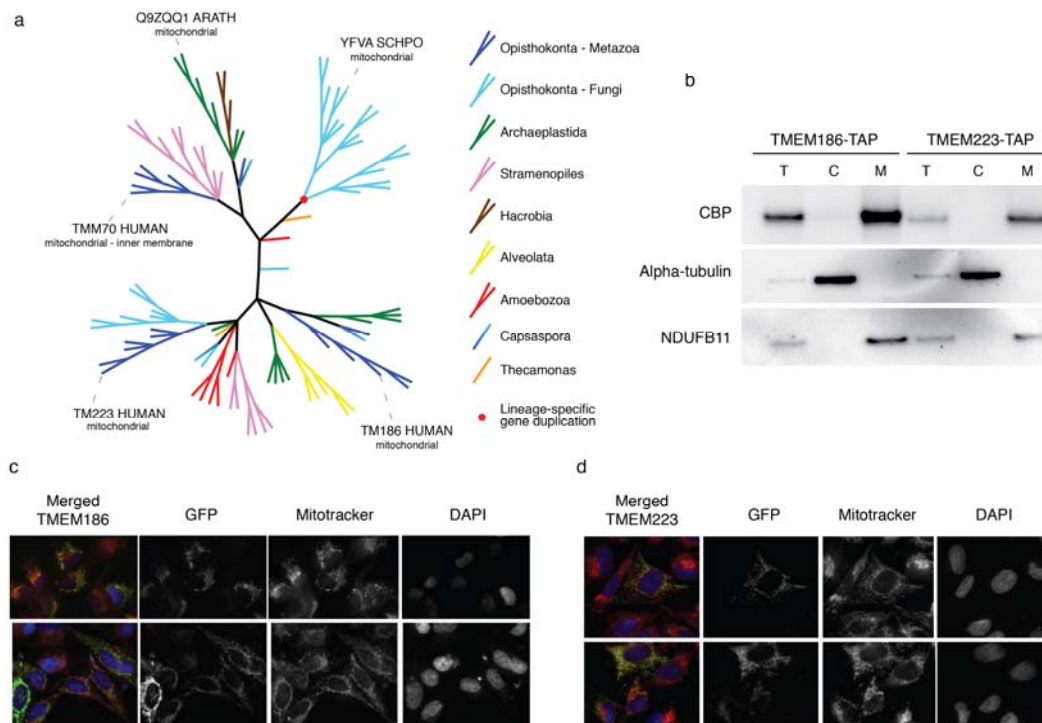 a
Q9ZQQ1 ARATH
mitochondrial
YFVA SCHPO
mitochondrial
TMM70 HUMAN
mitochondrial - inner membrane
TM223 HUMAN
mitochondrial
TM186 HUMAN
mitochondrial
Opisthokonta - Metazoa
Opisthokonta - Fungi
Archaeplastida
Stramenopiles
Hacrobia
Alveolata
Amoebozoa
Capsaspora
Thecamonas
Lineage-specific
gene duplication
b
TMEM186-TAP
TMEM223-TAP
T C M T C M
CBP
Alpha-tubulin
NDUFB11
c
Merged
TMEM186
GFP
Mitotracker
DAPI
d
Merged
TMEM223
GFP
Mitotracker
DAPI